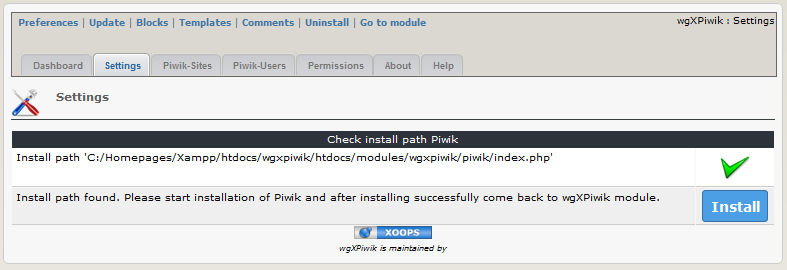 Preferences | Update | Blocks | Templates | Comments | Uninstall | Go to module
wgXPiwik : Settings
Dashboard Settings Piwik-Sites Piwik-Users Permissions About Help
Settings
Check install path Piwik
Install path 'C:/Homepages/Xampp/htdocs/wgxpiwik/htdocs/modules/wgxpiwik/piwik/index.php'
Install path found. Please start installation of Piwik and after installing successfully come back to wgXPiwik module.
Install
XOOPS
wgXPiwik is maintained by